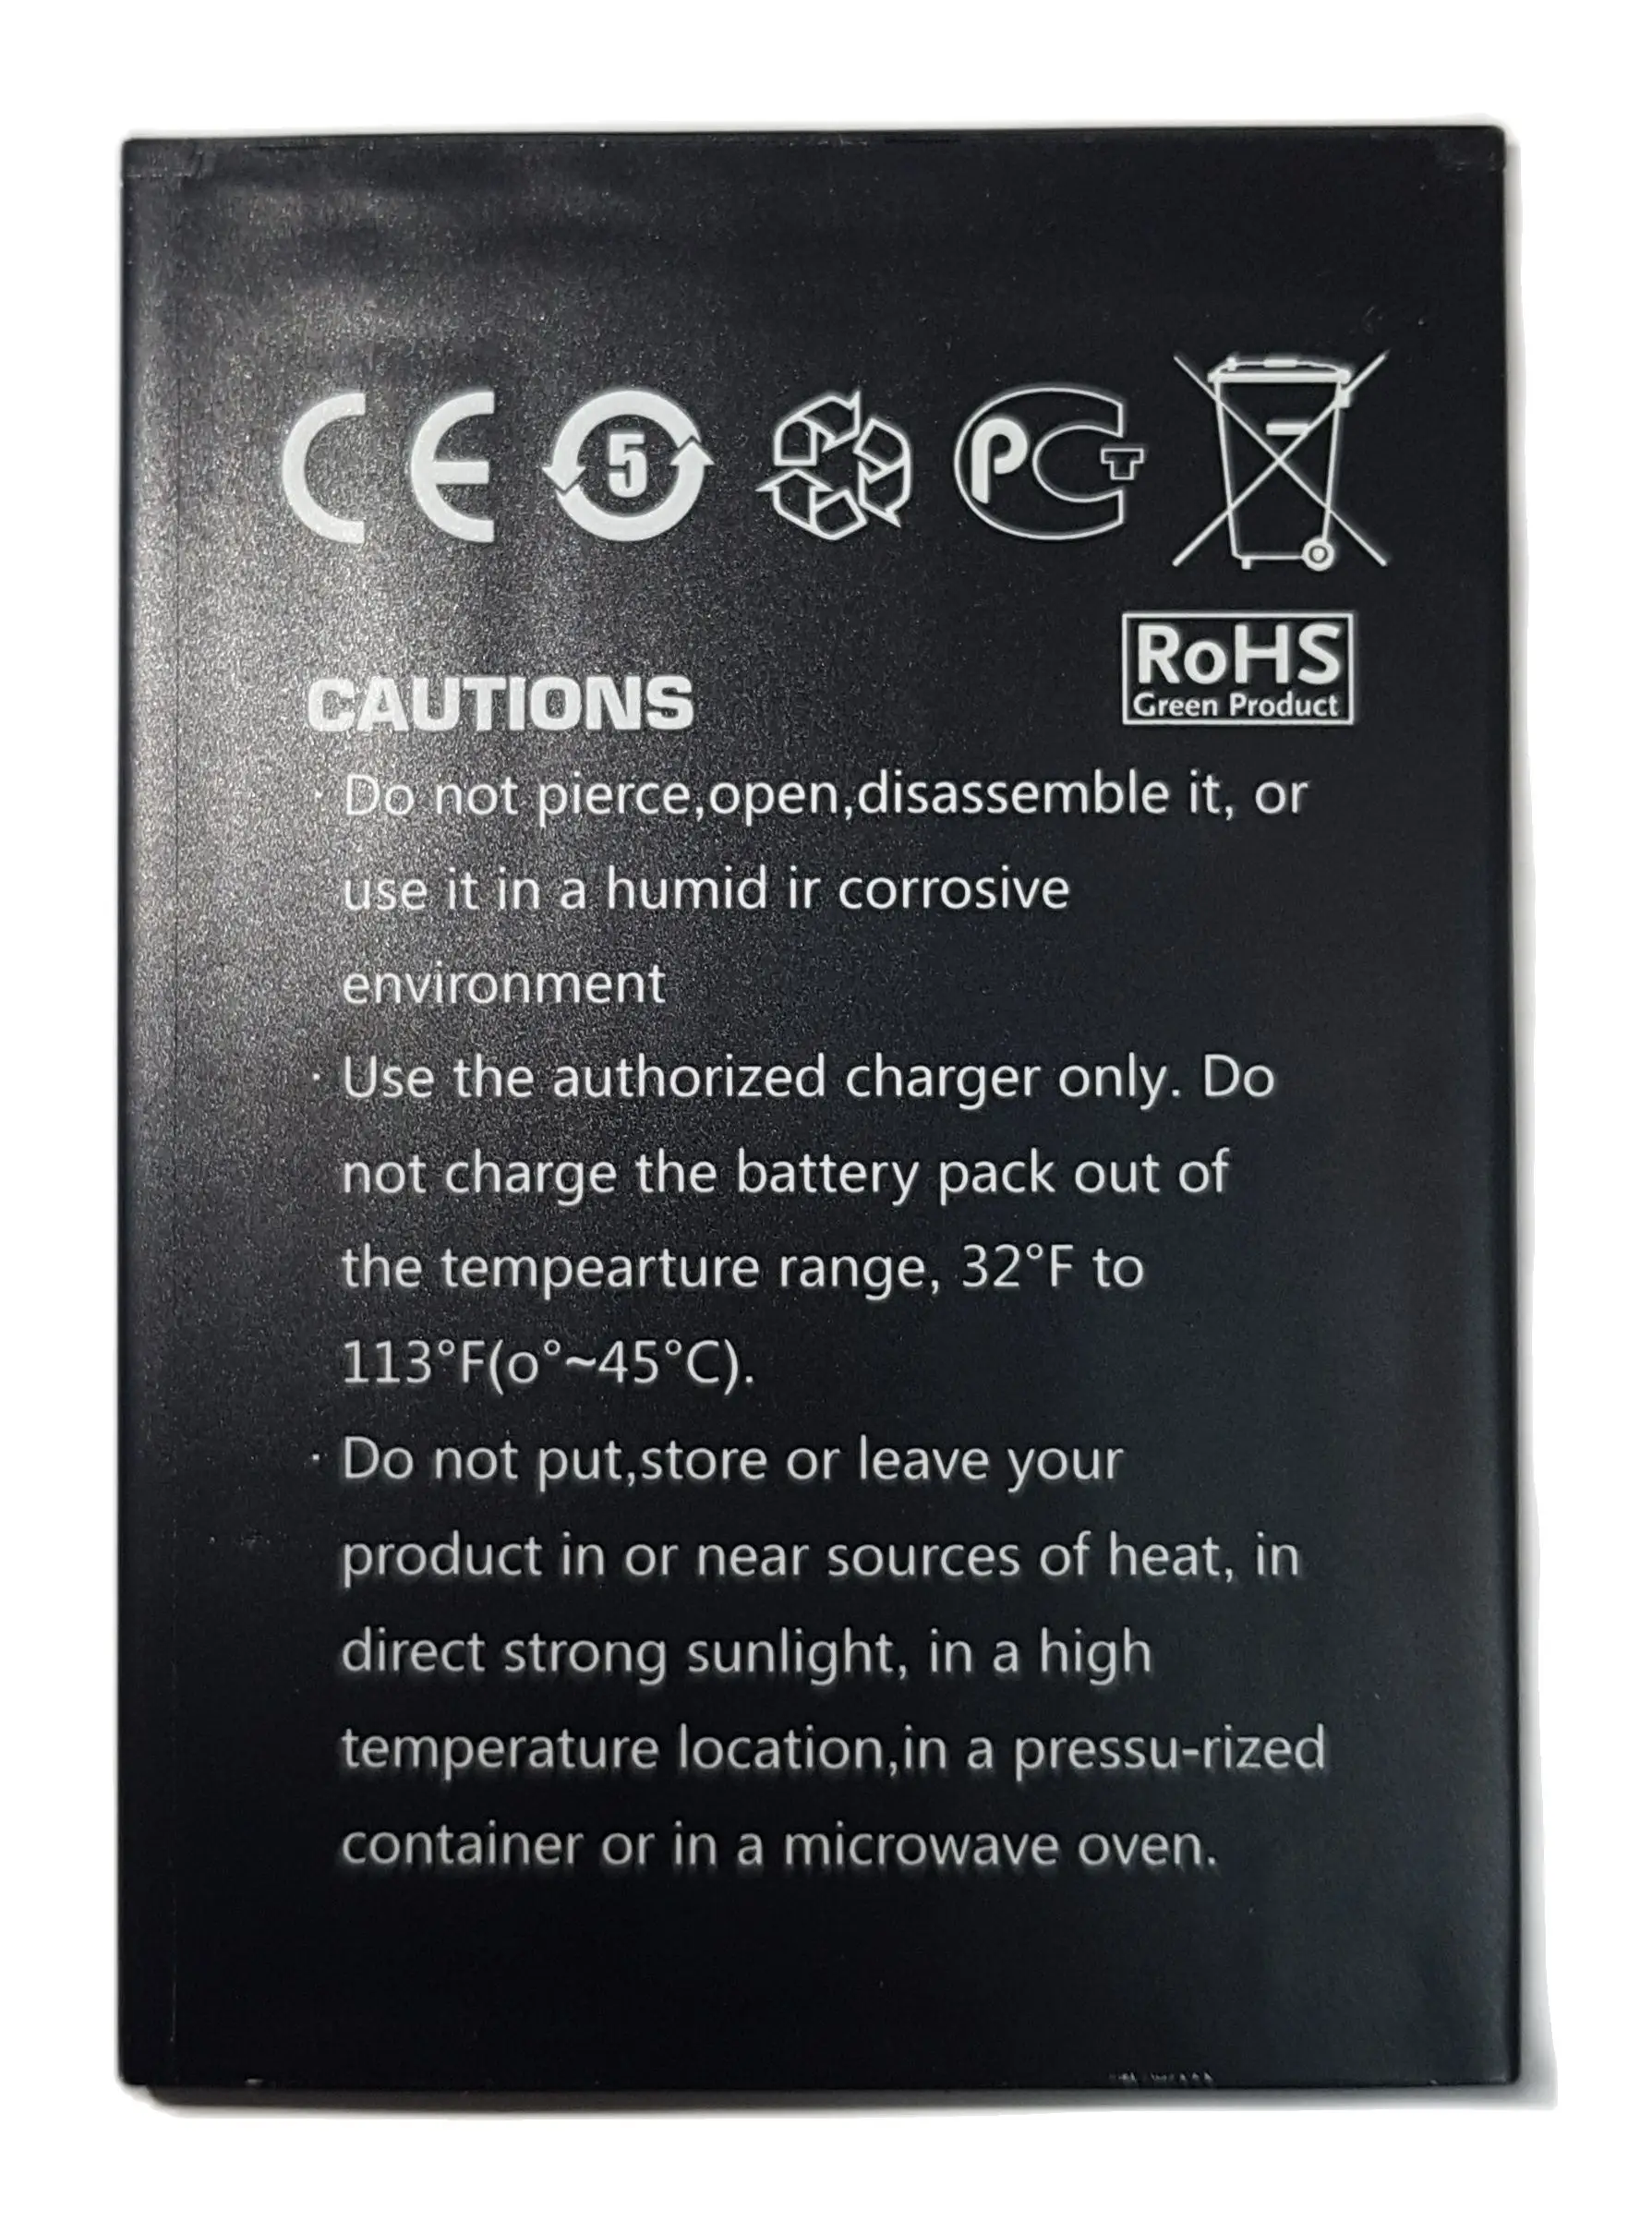 CE 5 PCT
RoHS
Green Product
CAUTIONS
· Do not pierce,open,disassemble it, or
use it in a humid ir corrosive
environment
· Use the authorized charger only. Do
not charge the battery pack out of
the tempearture range, 32°F to
113°F(o°~45°C).
· Do not put,store or leave your
product in or near sources of heat, in
direct strong sunlight, in a high
temperature location,in a pressu-rized
container or in a microwave oven.